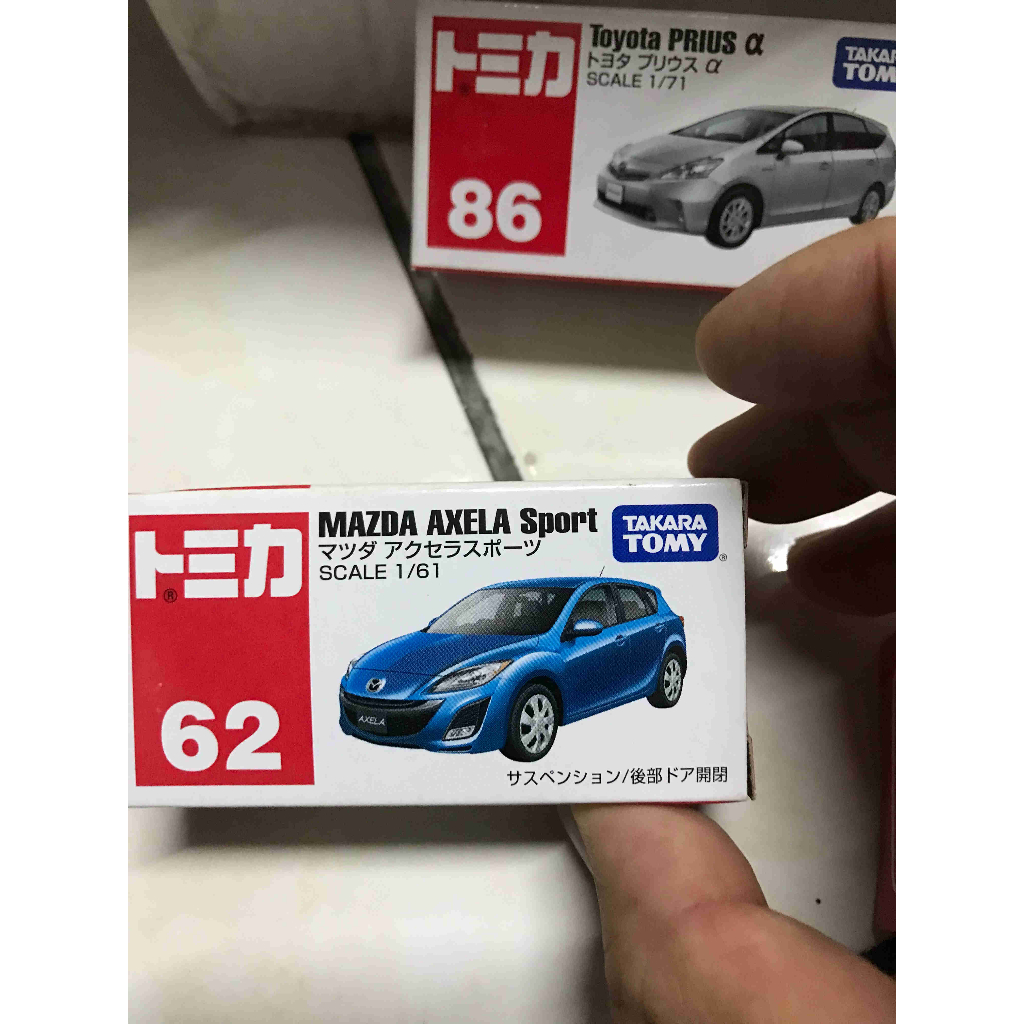 トミカ
86
Toyota PRIUS α
トヨタ プリウス α
SCALE 1/71
TOM
トミカ
®
62
MAZDA AXELA Sport
マツダ アクセラスポーツ
SCALE 1/61
TAKARA
TOMY
®
AXELA
サスペンション/後部ドア開閉